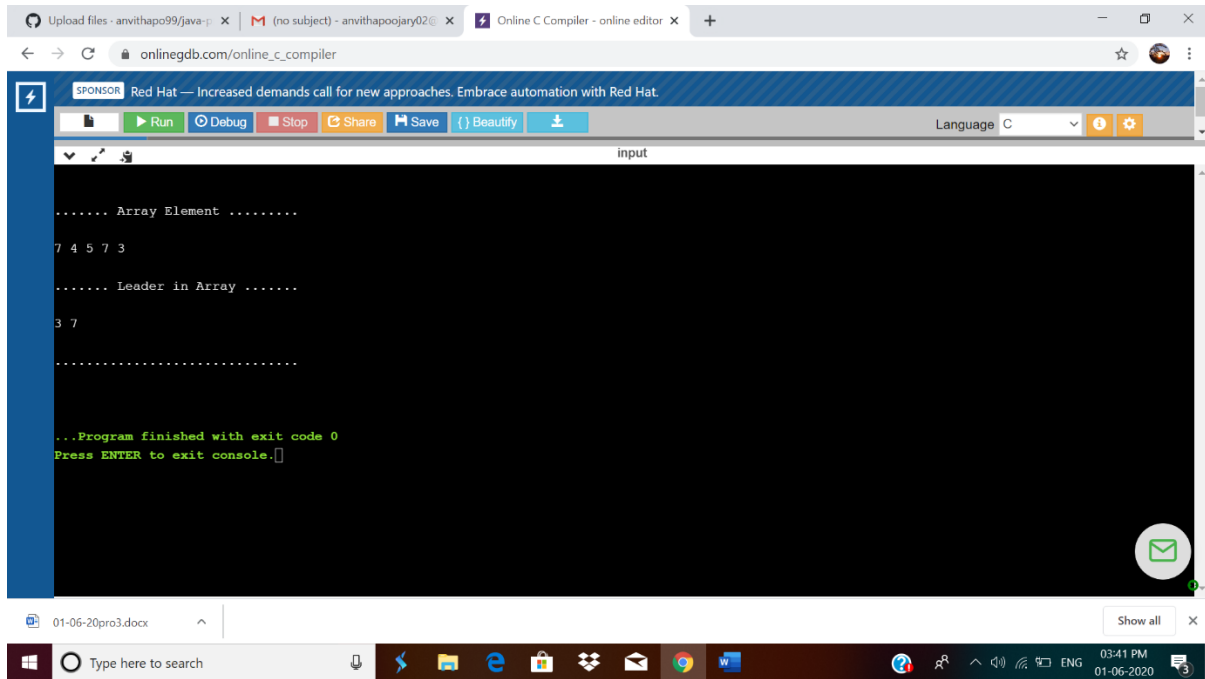 Upload files · anvithapo99/java-p
(no subject) - anvithapoojary02@
Online C Compiler - online editor
onlinegdb.com/online_c_compiler
SPONSOR Red Hat — Increased demands call for new approaches. Embrace automation with Red Hat.
Run Debug Stop Share Save {} Beautify
Language C
input
....... Array Element .........
7 4 5 7 3
....... Leader in Array .......
3 7
...............................
...Program finished with exit code 0
Press ENTER to exit console.
01-06-20pro3.docx
Show all
Type here to search
ENG
03:41 PM
01-06-2020
3